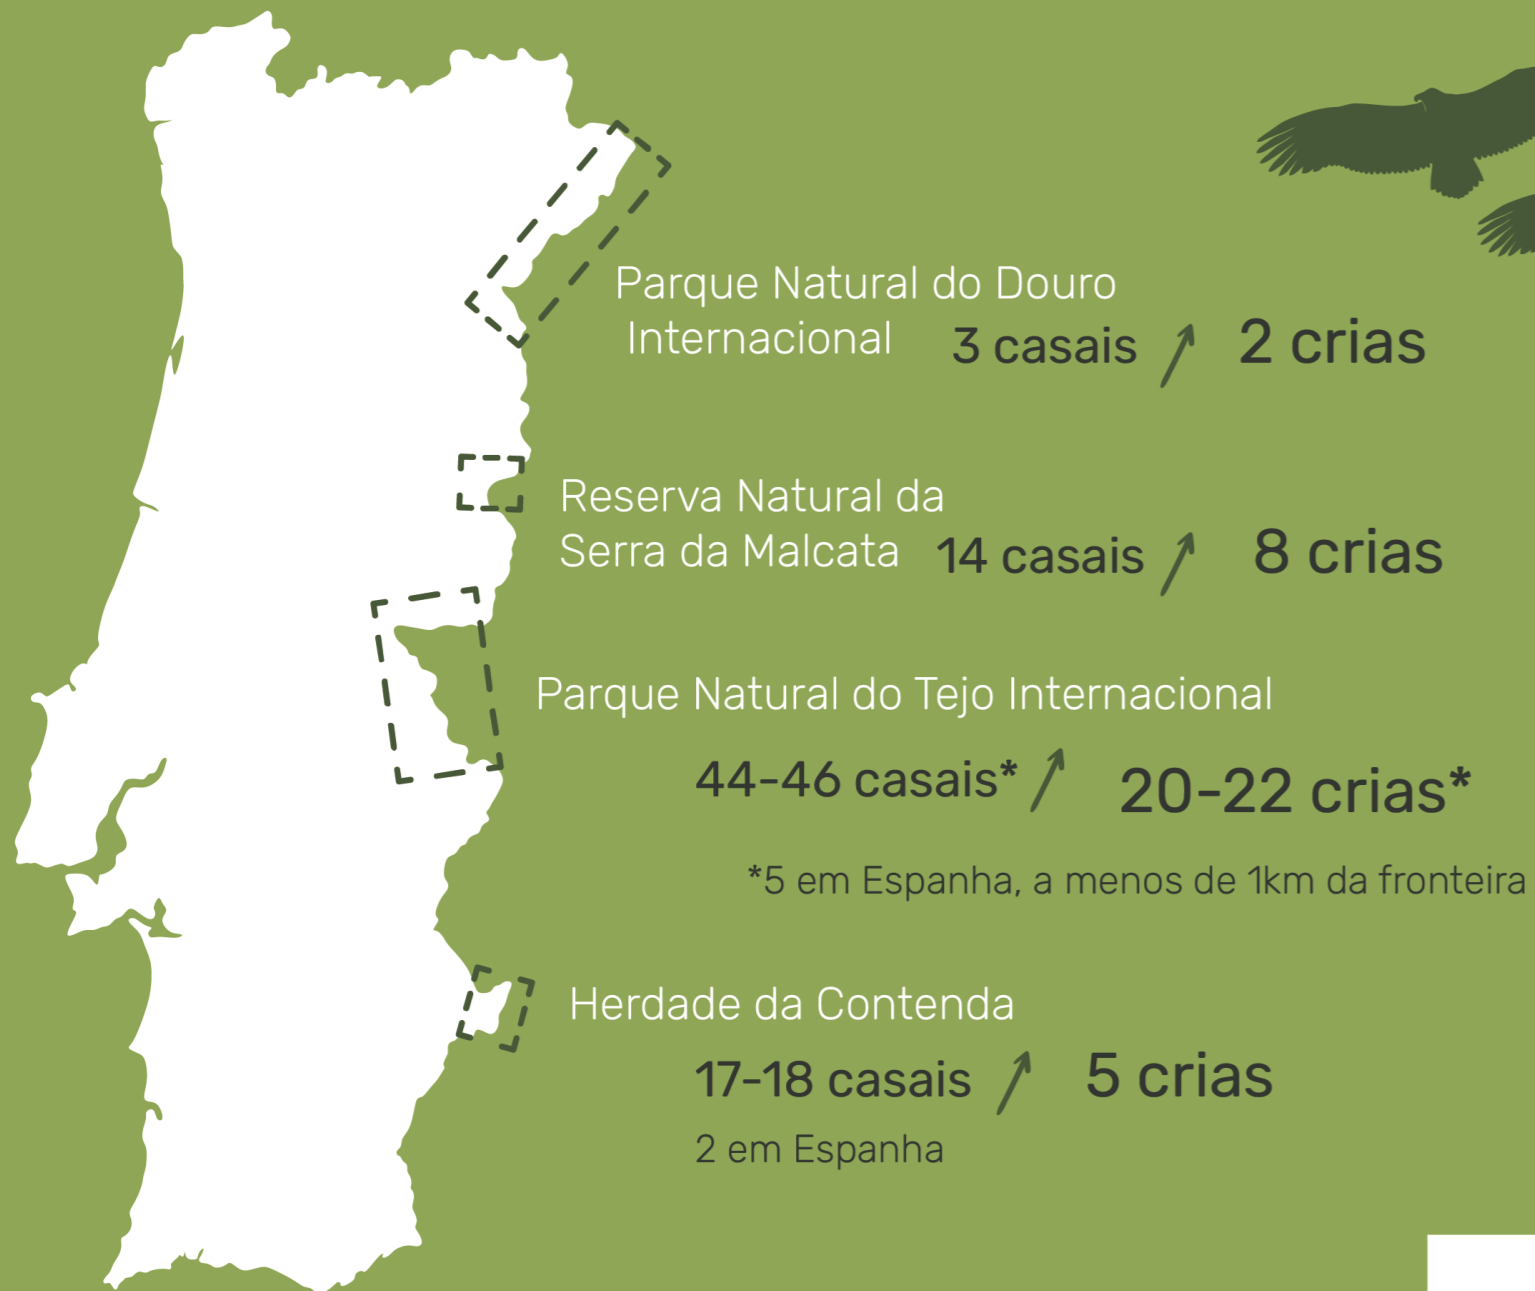 Parque Natural do Douro
Internacional
3 casais
2 crias
Reserva Natural da
Serra da Malcata
14 casais
8 crias
Parque Natural do Tejo Internacional
44-46 casais*
20-22 crias*
*5 em Espanha, a menos de 1km da fronteira
Herdade da Contenda
17-18 casais
5 crias
2 em Espanha